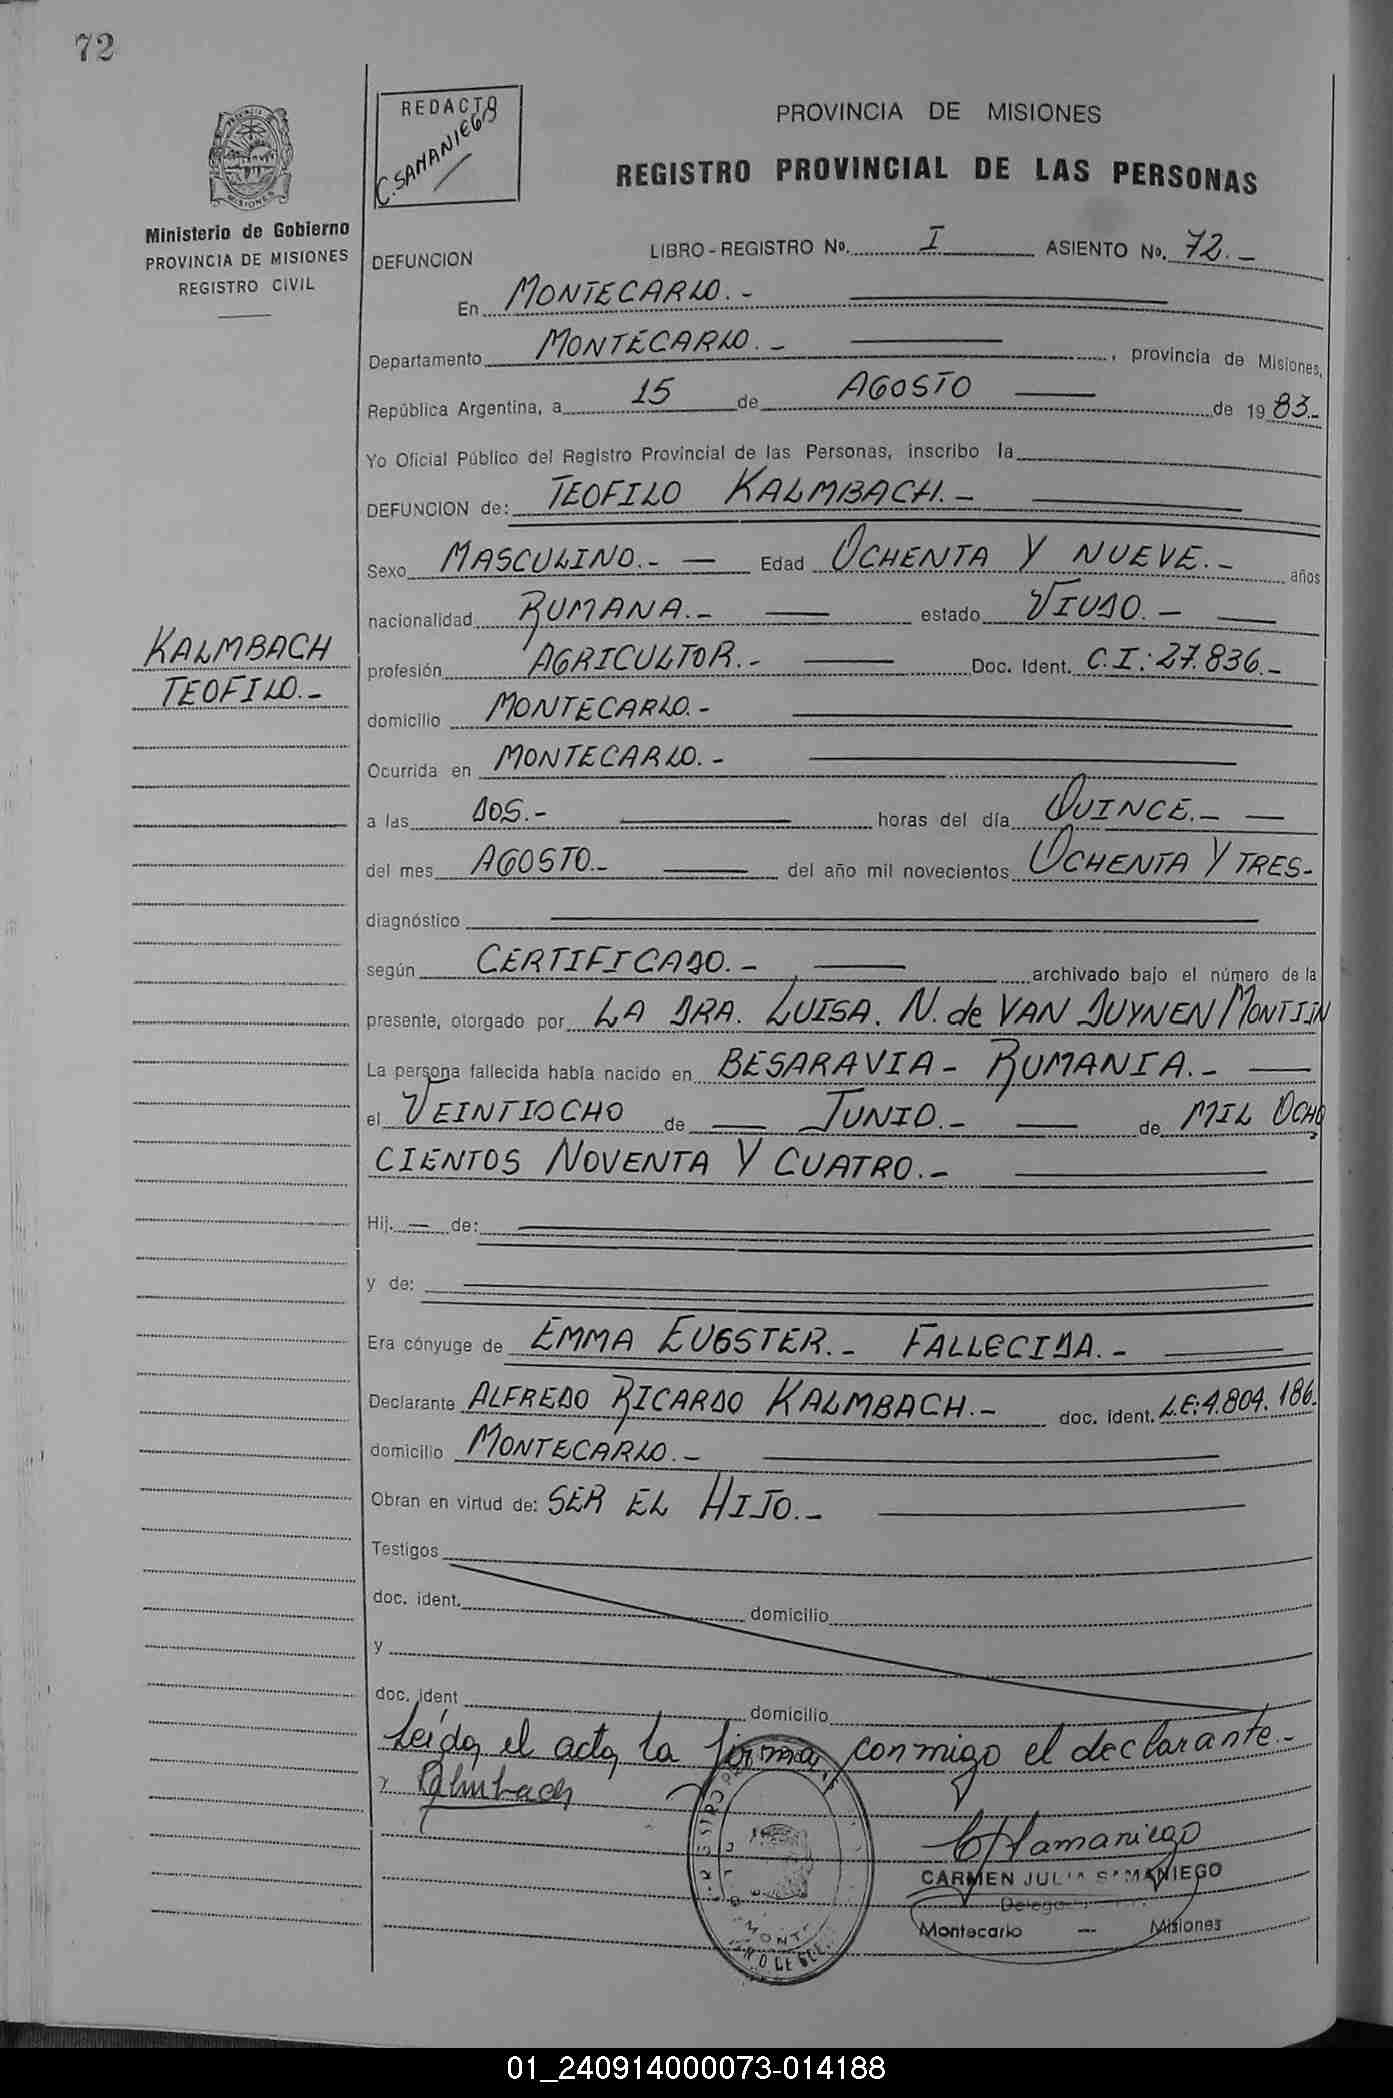 72
REDACTO
C. SAMANIEGO
PROVINCIA DE MISIONES
REGISTRO PROVINCIAL DE LAS PERSONAS
MISIONES
Ministerio de Gobierno
PROVINCIA DE MISIONES
REGISTRO CIVIL
DEFUNCION LIBRO-REGISTRO No. I ASIENTO No. 72.-
En MONTECARLO.-
Departamento MONTECARLO.- , provincia de Misiones,
República Argentina, a 15 de AGOSTO de 1983.-
Yo Oficial Público del Registro Provincial de las Personas, inscribo la
DEFUNCION de: TEOFILO KALMBACH.-
Sexo MASCULINO.- Edad OCHENTA Y NUEVE.- años
nacionalidad RUMANA.- estado VIUDO.-
KALMBACH
TEOFILO.-
profesión AGRICULTOR.- Doc. Ident. C.I.: 27.836.-
domicilio MONTECARLO.-
Ocurrida en MONTECARLO.-
a las DOS.- horas del día QUINCE.-
del mes AGOSTO.- del año mil novecientos OCHENTA Y TRES-
diagnóstico
según CERTIFICADO.- archivado bajo el número de la
presente, otorgado por LA DRA. LUISA. N. de VAN DUYNEN MONTIJN
La persona fallecida había nacido en BESARAVIA - RUMANIA.-
el VEINTIOCHO de JUNIO.- de MIL OCHO
CIENTOS NOVENTA Y CUATRO.-
Hij. de:
y de:
Era cónyuge de EMMA EUGSTER.- FALLECIDA.-
Declarante ALFREDO RICARDO KALMBACH.- doc. ident. L.E: 4.804.186.
domicilio MONTECARLO.-
Obran en virtud de: SER EL HIJO.-
Testigos
doc. ident. domicilio
y
doc. ident domicilio
Leída el acta, la firma conmigo el declarante.-
Kalmbach
CSamaniego
CARMEN JULIA SAMANIEGO
Montecarlo - Misiones
01_240914000073-014188